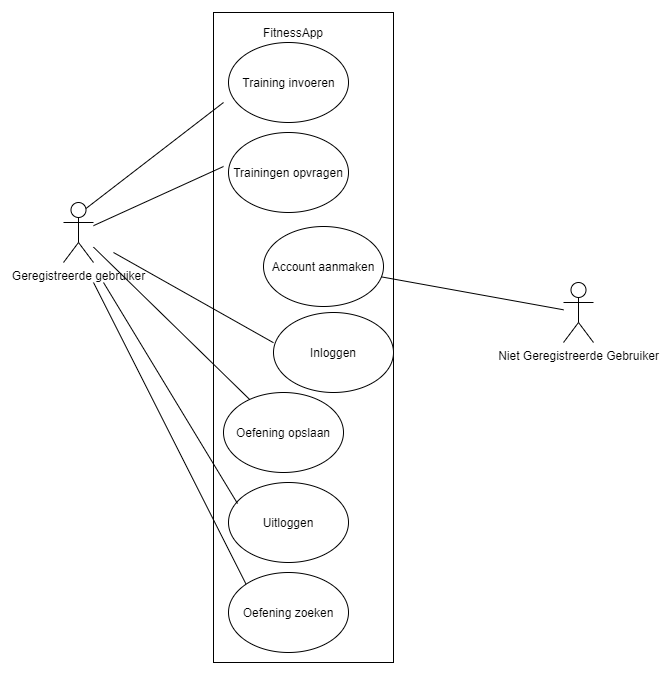 FitnessApp
Training invoeren
Trainingen opvragen
Account aanmaken
Geregistreerde gebruiker
Inloggen
Niet Geregistreerde Gebruiker
Oefening opslaan
Uitloggen
Oefening zoeken